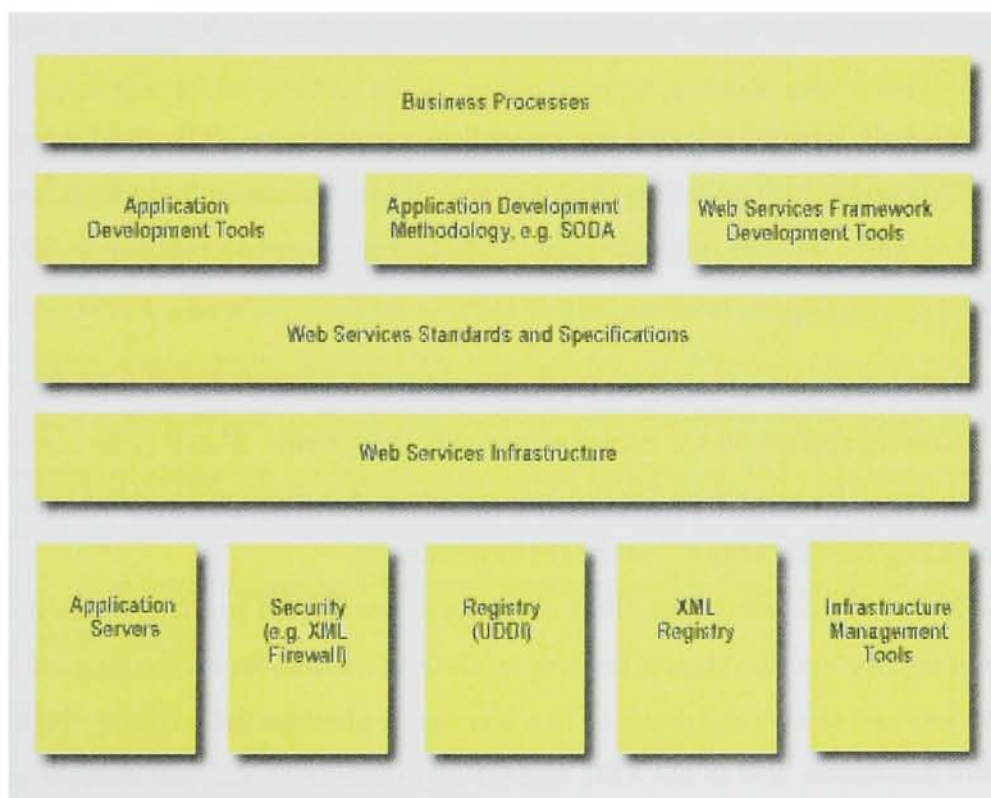 Business Processes
Application
Development Tools
Application Development
Methodology, e.g. SODA
Web Services Framework
Development Tools
Web Services Standards and Specifications
Web Services Infrastructure
Application
Servers
Security
(e.g. XML
Firewall)
Registry
(UDDI)
XML
Registry
Infrastructure
Management
Tools